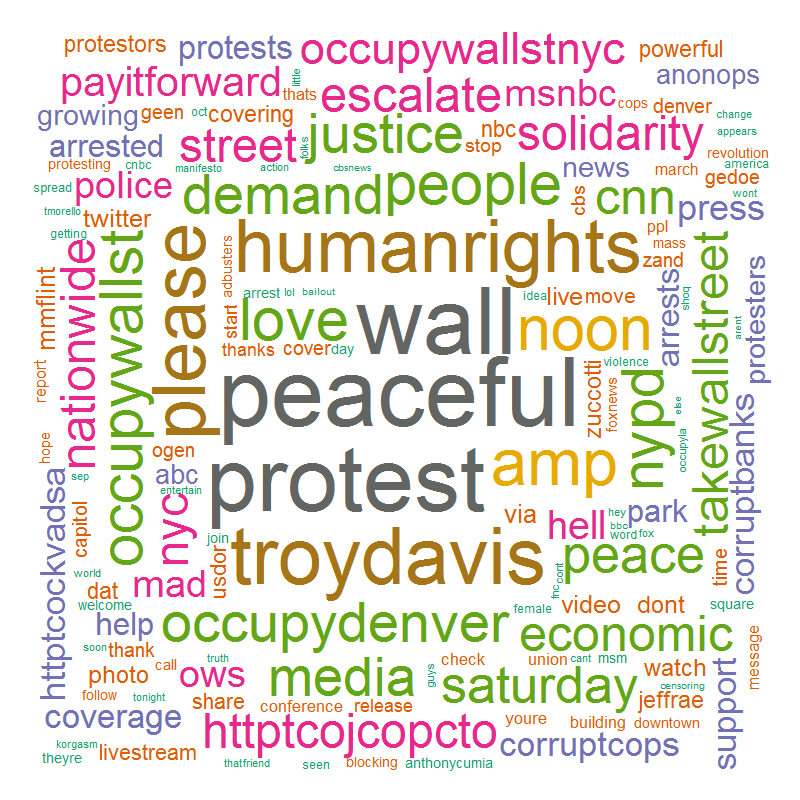 protestors protests occupywallstnyc powerful
payitforward little thats escalate msnbc cops denver anonops
growing geen oct covering justice nbc stop solidarity change appears
arrested street folks people news march revolution america
protesting cnbc manifesto action cbsnews gedoe wont
spread police demand cbs cnn press
tmorello twitter
getting please humanrights ppl mass zand
nationwide occupywallst adbusters arrest lol bailout wall idea live move arrests shoq takewallstreet protesters
mmflint start love noon arent
thanks cover day violence
report peaceful zuccotti foxnews nypd else corruptbanks
hope ogen protest amp occupyla
sep abc entertain
httptcockvadsa capitol nyc via hell hey bbc word fox park
join usdor troydavis fnc cont peace time
world dat mad
welcome female video dont square
help occupydenver economic
soon thank truth guys check union cant msm watch message
photo call ows media saturday censoring support
follow tonight share conference release jeffrae
coverage youre building downtown
korgasm httptcojcopcto corruptcops
theyre livestream thatfriend seen blocking anthonycumia